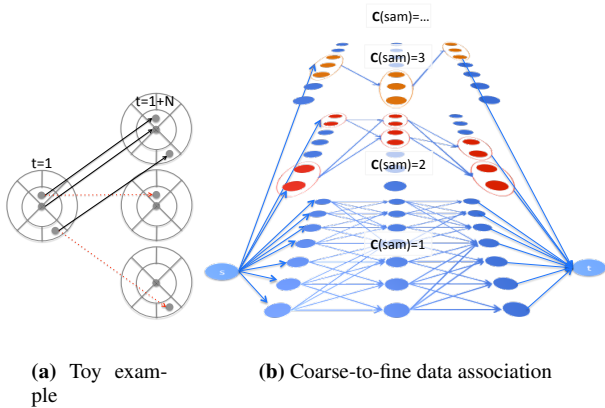 C(sam)=...
C(sam)=3
t=1+N
t=1
C(sam)=2
C(sam)=1
s
t
(a) Toy exam-
ple
(b) Coarse-to-fine data association